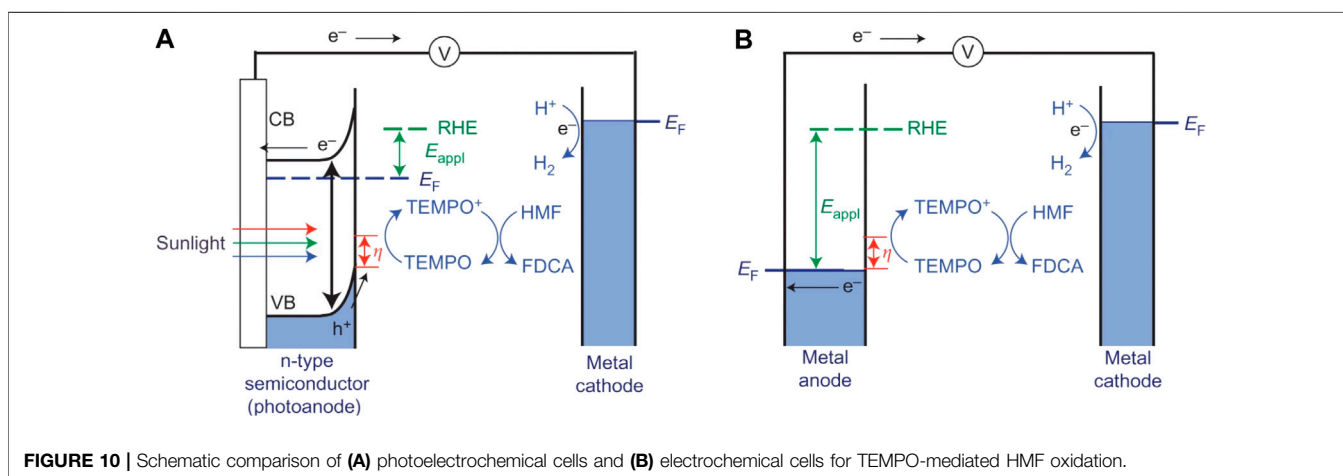 A
e⁻
V
CB
e⁻
RHE
E_appl
E_F
H⁺
e⁻
H₂
E_F
TEMPO⁺
HMF
Sunlight
η
TEMPO
FDCA
VB
h⁺
n-type
semiconductor
(photoanode)
Metal
cathode
B
e⁻
V
RHE
E_appl
H⁺
e⁻
H₂
E_F
TEMPO⁺
HMF
η
E_F
TEMPO
FDCA
e⁻
Metal
anode
Metal
cathode
FIGURE 10 | Schematic comparison of (A) photoelectrochemical cells and (B) electrochemical cells for TEMPO-mediated HMF oxidation.